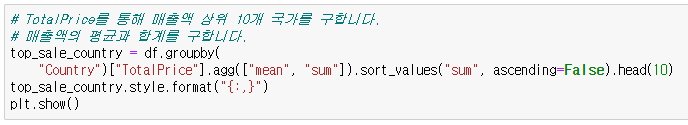 # TotalPrice를 통해 매출액 상위 10개 국가를 구합니다.
# 매출액의 평균과 합계를 구합니다.
top_sale_country = df.groupby(
    "Country")["TotalPrice"].agg(["mean", "sum"]).sort_values("sum", ascending=False).head(10)
top_sale_country.style.format("{:,}")
plt.show()